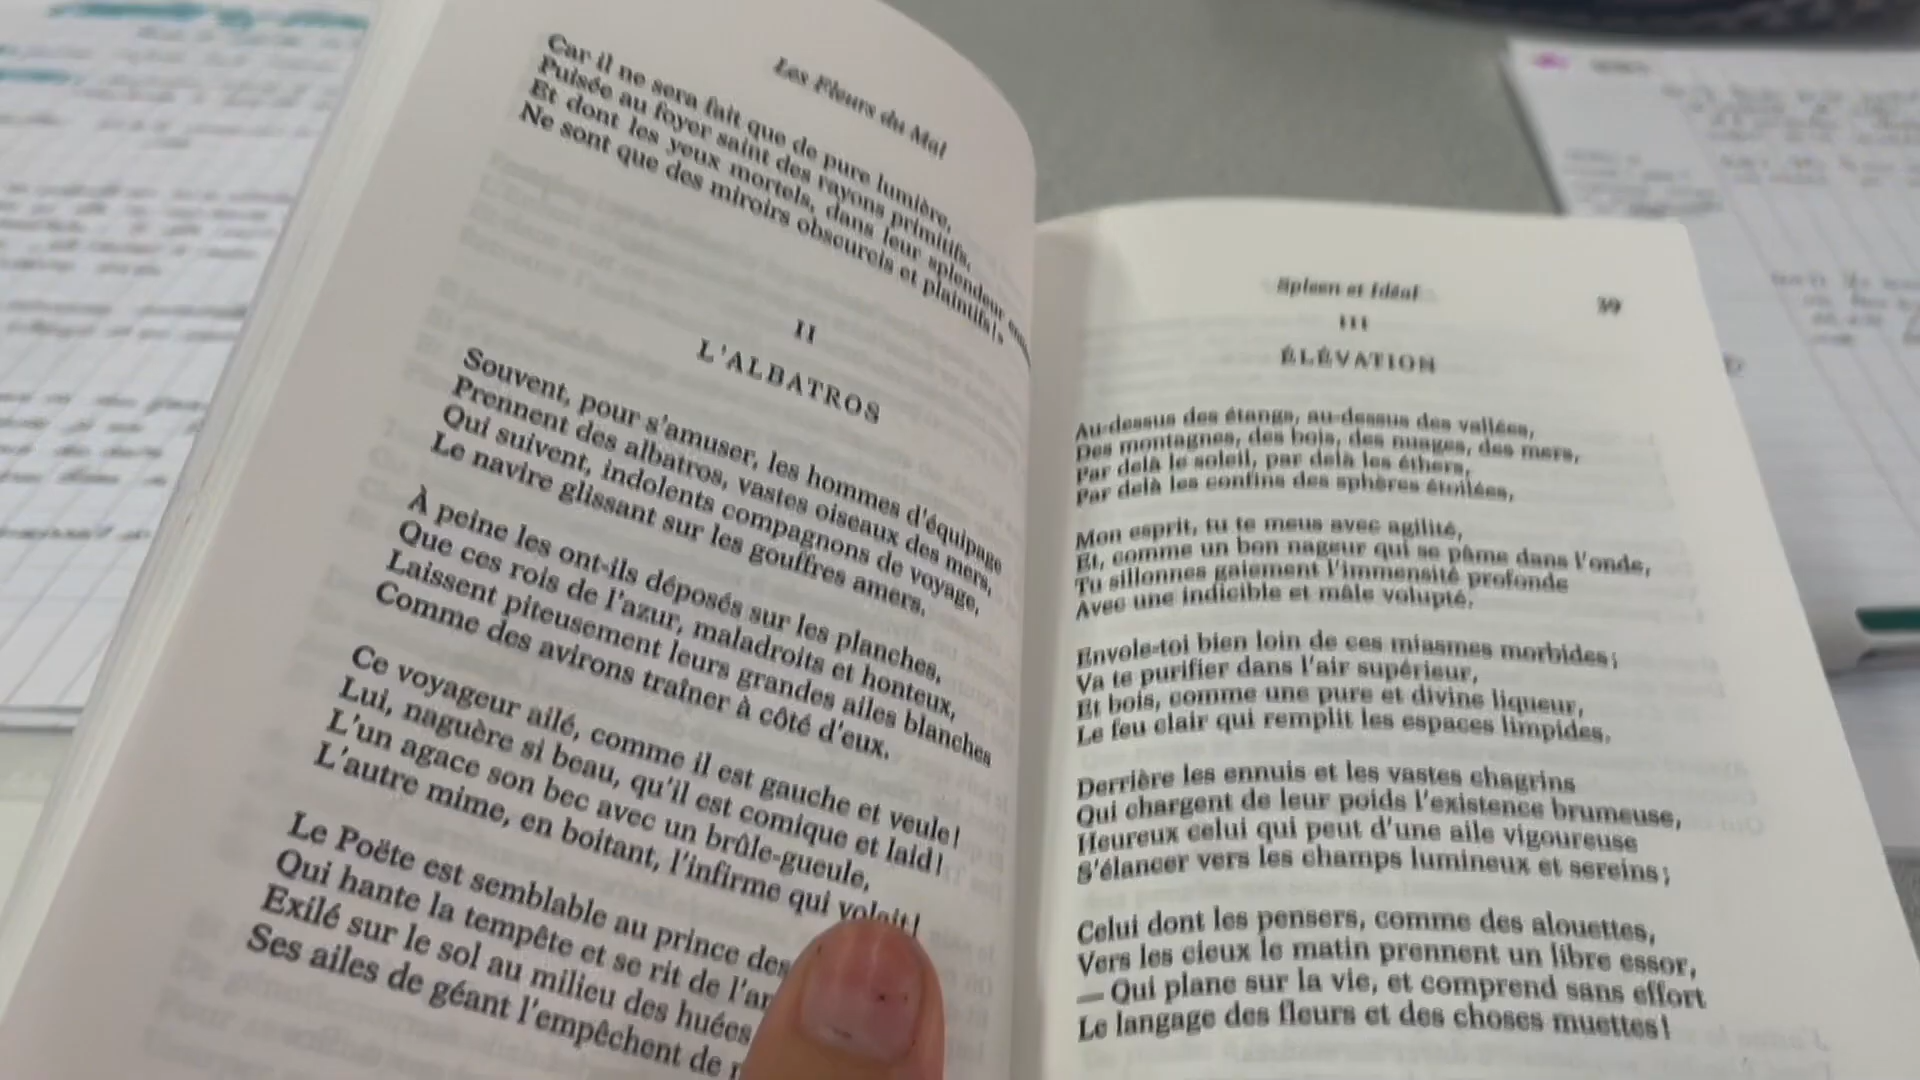 Les Fleurs du Mal
Car il ne sera fait que de pure lumière,
Puisée au foyer saint des rayons primitifs,
Et dont les yeux mortels, dans leur splendeur
Ne sont que des miroirs obscurcis et plaintifs!»
II
L'ALBATROS
Souvent, pour s'amuser, les hommes d'équipage
Prennent des albatros, vastes oiseaux des mers,
Qui suivent, indolents compagnons de voyage,
Le navire glissant sur les gouffres amers.
À peine les ont-ils déposés sur les planches,
Que ces rois de l'azur, maladroits et honteux,
Laissent piteusement leurs grandes ailes blanches
Comme des avirons traîner à côté d'eux.
Ce voyageur ailé, comme il est gauche et veule!
Lui, naguère si beau, qu'il est comique et laid!
L'un agace son bec avec un brûle-gueule,
L'autre mime, en boitant, l'infirme qui volait!
Le Poëte est semblable au prince des
Qui hante la tempête et se rit de l'ar
Exilé sur le sol au milieu des huées
Ses ailes de géant l'empêchent de
Spleen et Idéal 39
III
ÉLÉVATION
Au-dessus des étangs, au-dessus des vallées,
Des montagnes, des bois, des nuages, des mers,
Par delà le soleil, par delà les éthers,
Par delà les confins des sphères étoilées,
Mon esprit, tu te meus avec agilité,
Et, comme un bon nageur qui se pâme dans l'onde,
Tu sillonnes gaiement l'immensité profonde
Avec une indicible et mâle volupté.
Envole-toi bien loin de ces miasmes morbides;
Va te purifier dans l'air supérieur,
Et bois, comme une pure et divine liqueur,
Le feu clair qui remplit les espaces limpides.
Derrière les ennuis et les vastes chagrins
Qui chargent de leur poids l'existence brumeuse,
Heureux celui qui peut d'une aile vigoureuse
S'élancer vers les champs lumineux et sereins;
Celui dont les pensers, comme des alouettes,
Vers les cieux le matin prennent un libre essor,
— Qui plane sur la vie, et comprend sans effort
Le langage des fleurs et des choses muettes!